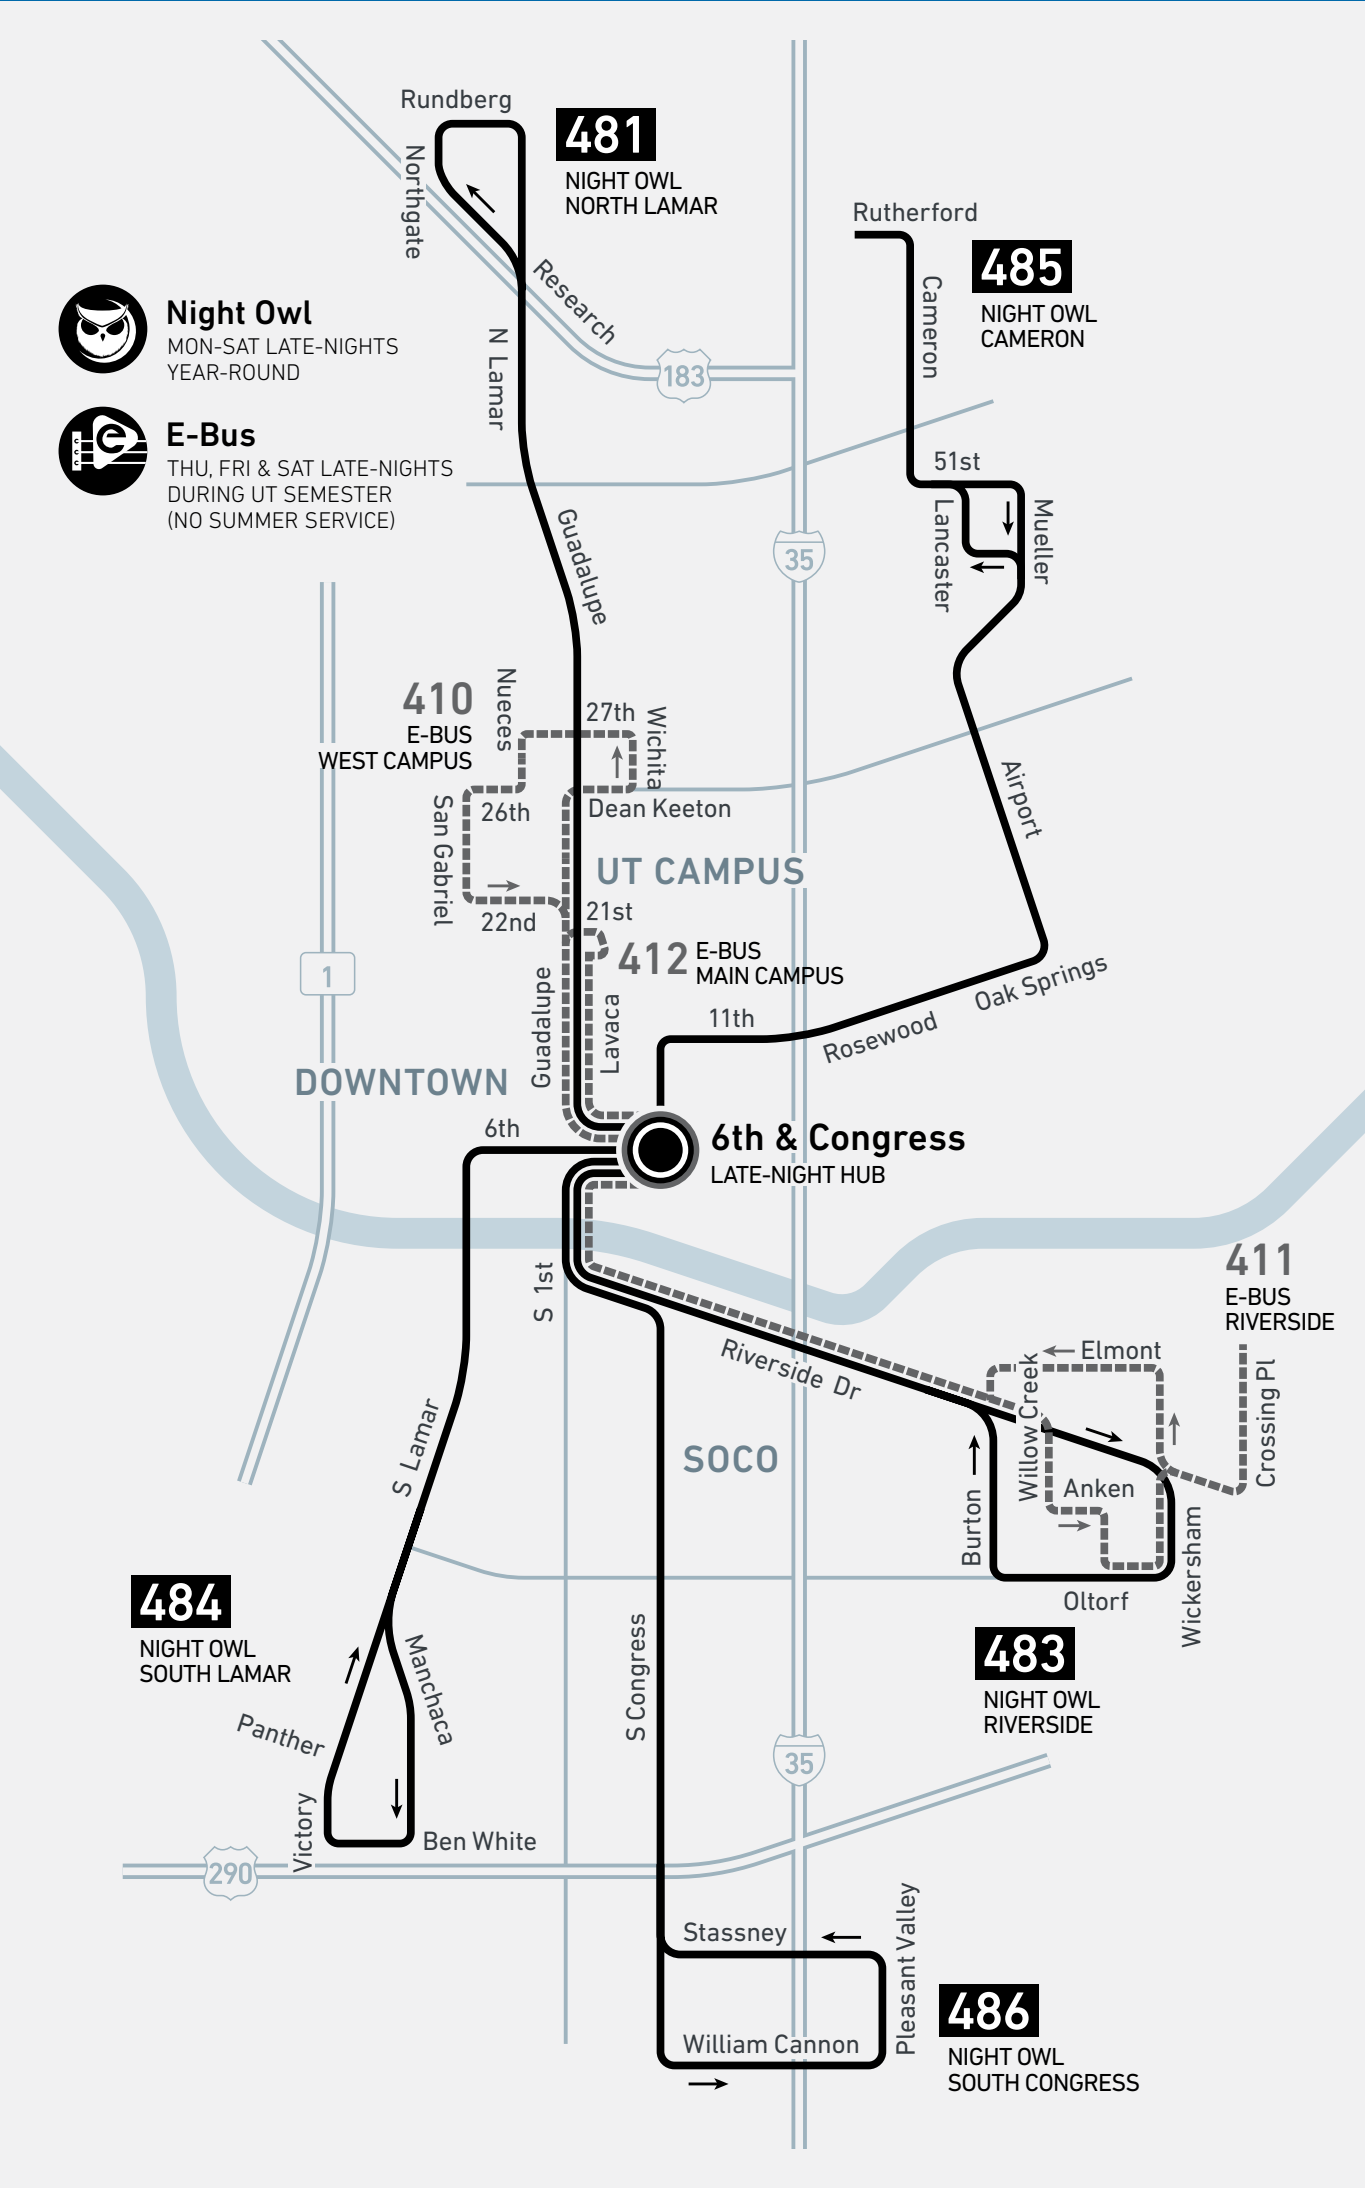 Rundberg
481
NIGHT OWL
NORTH LAMAR
Northgate
Research
Rutherford
485
NIGHT OWL
CAMERON
Cameron
Night Owl
MON-SAT LATE-NIGHTS
YEAR-ROUND
N Lamar
183
E-Bus
THU, FRI & SAT LATE-NIGHTS
DURING UT SEMESTER
(NO SUMMER SERVICE)
e
C
C
C
51st
Lancaster
Mueller
Guadalupe
35
410
E-BUS
WEST CAMPUS
Nueces
27th
Wichita
26th
Dean Keeton
San Gabriel
Airport
UT CAMPUS
22nd
21st
412
E-BUS
MAIN CAMPUS
1
Guadalupe
Lavaca
11th
Rosewood
Oak Springs
DOWNTOWN
6th
6th & Congress
LATE-NIGHT HUB
S 1st
411
E-BUS
RIVERSIDE
Riverside Dr
Elmont
Willow Creek
Crossing Pl
S Lamar
SOCO
Anken
Burton
Wickersham
Oltorf
484
NIGHT OWL
SOUTH LAMAR
Manchaca
S Congress
483
NIGHT OWL
RIVERSIDE
Panther
35
Victory
Ben White
290
Stassney
Pleasant Valley
William Cannon
486
NIGHT OWL
SOUTH CONGRESS